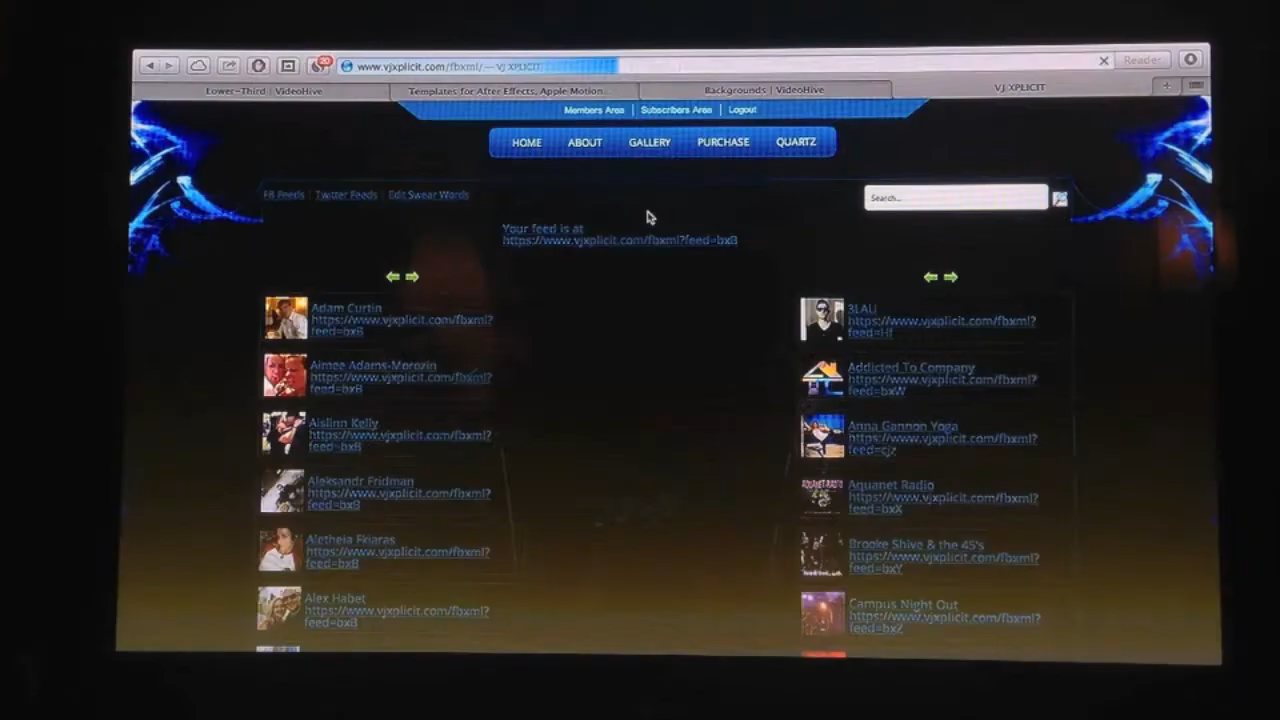 20
www.vjxplicit.com/fbxml/ — VJ XPLICIT
Reader
Lower-Third | VideoHive
Templates for After Effects, Apple Motion...
Backgrounds | VideoHive
VJ XPLICIT
Members Area | Subscribers Area | Logout
HOME ABOUT GALLERY PURCHASE QUARTZ
FB Feeds | Twitter Feeds | Edit Swear Words
Search...
Your feed is at
https://www.vjxplicit.com/fbxml?feed=bxB
Adam Curtin
https://www.vjxplicit.com/fbxml?
feed=bxB
Aimee Adams-Morozin
https://www.vjxplicit.com/fbxml?
feed=bxB
Aislinn Kelly
https://www.vjxplicit.com/fbxml?
feed=bxB
Aleksandr Fridman
https://www.vjxplicit.com/fbxml?
feed=bxB
Aletheia Fkiaras
https://www.vjxplicit.com/fbxml?
feed=bxB
Alex Habet
https://www.vjxplicit.com/fbxml?
feed=bxB
3LAU
https://www.vjxplicit.com/fbxml?
Addicted To Company
https://www.vjxplicit.com/fbxml?
feed=bxW
Anna Gannon Yoga
https://www.vjxplicit.com/fbxml?
feed=cjz
Aquanet Radio
https://www.vjxplicit.com/fbxml?
feed=bxX
Brooke Shive & the 45's
https://www.vjxplicit.com/fbxml?
feed=bxY
Campus Night Out
https://www.vjxplicit.com/fbxml?
feed=bxZ